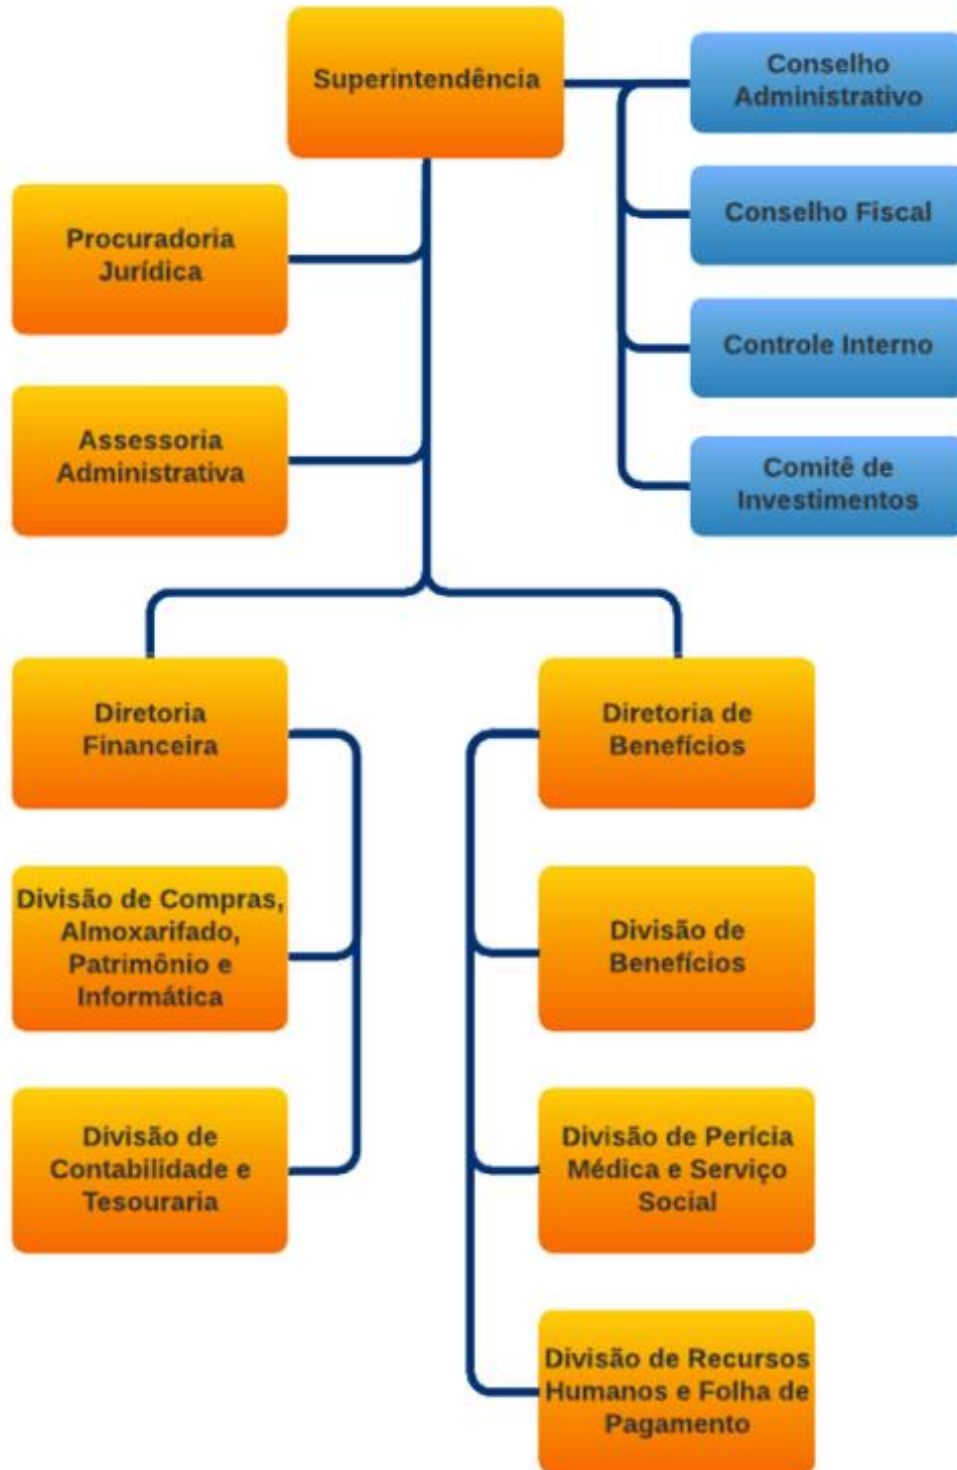 Superintendência
Conselho
Administrativo
Conselho Fiscal
Controle Interno
Comitê de
Investimentos
Procuradoria
Jurídica
Assessoria
Administrativa
Diretoria
Financeira
Divisão de Compras,
Almoxarifado,
Patrimônio e
Informática
Divisão de
Contabilidade e
Tesouraria
Diretoria de
Benefícios
Divisão de
Benefícios
Divisão de Perícia
Médica e Serviço
Social
Divisão de Recursos
Humanos e Folha de
Pagamento